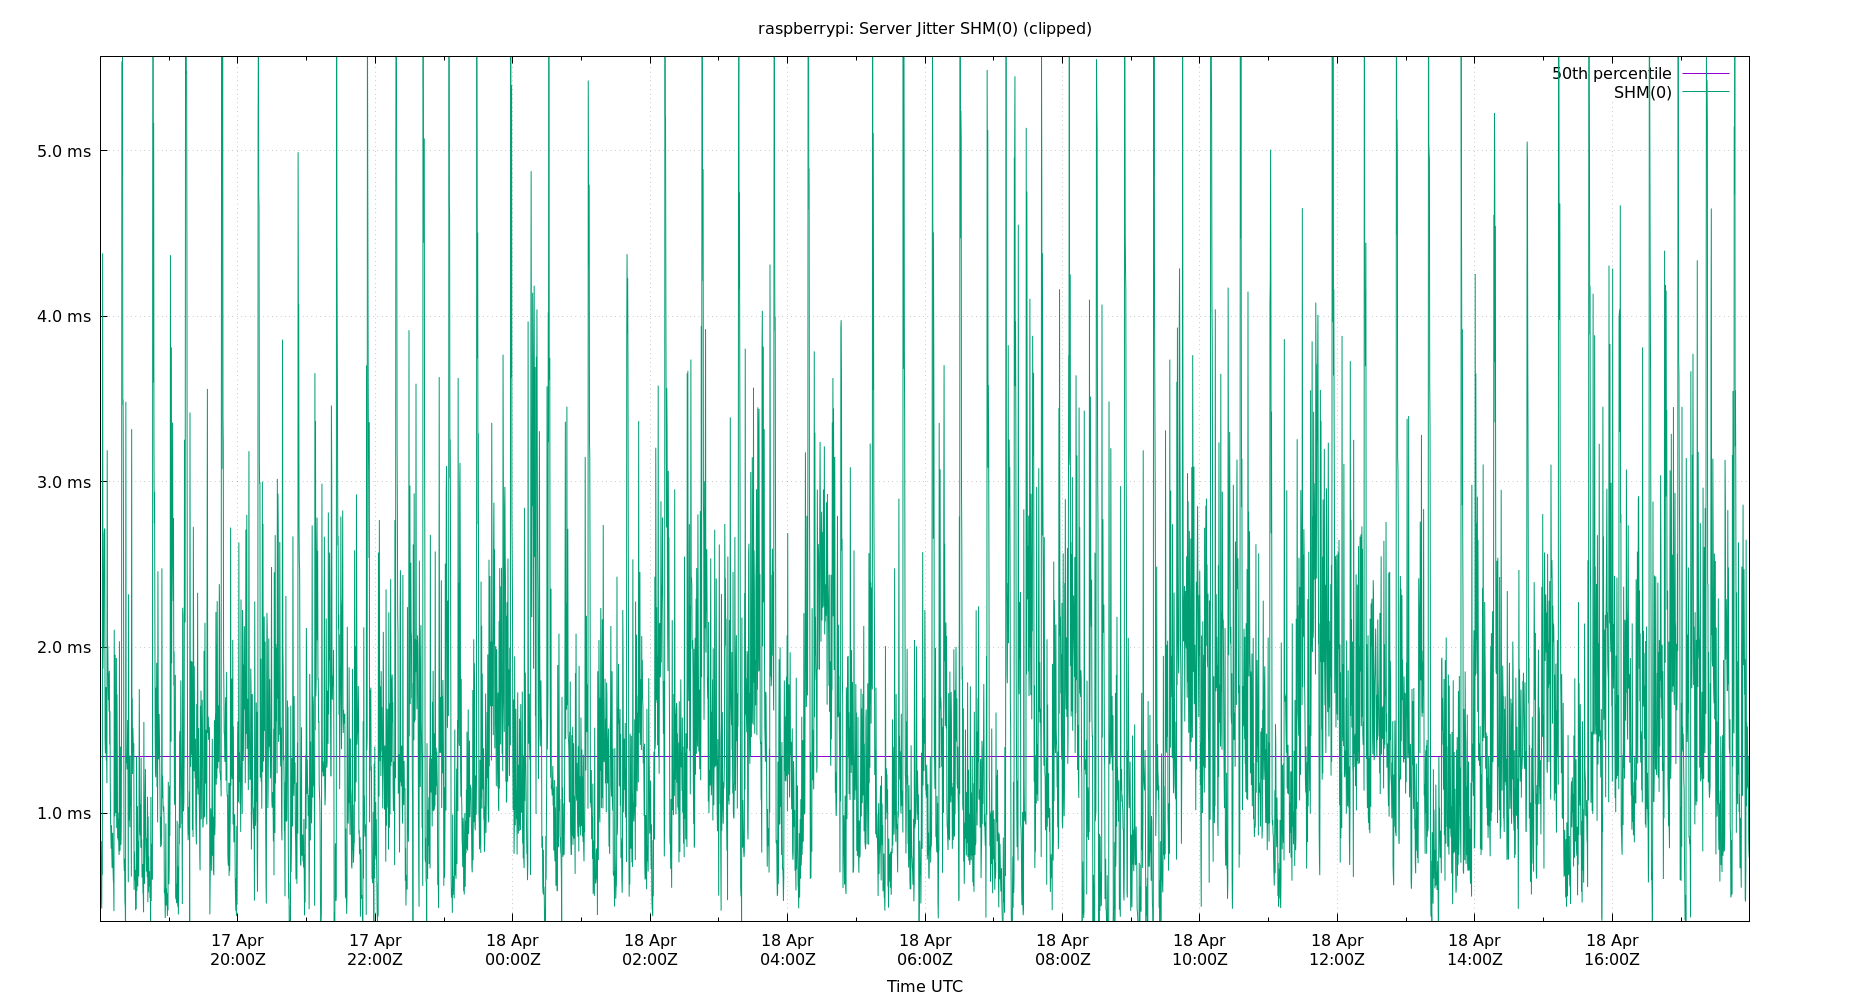 raspberrypi: Server Jitter SHM(0) (clipped)
50th percentile
SHM(0)
5.0 ms
4.0 ms
3.0 ms
2.0 ms
1.0 ms
17 Apr 17 Apr 18 Apr 18 Apr 18 Apr 18 Apr 18 Apr 18 Apr 18 Apr 18 Apr 18 Apr
20:00Z 22:00Z 00:00Z 02:00Z 04:00Z 06:00Z 08:00Z 10:00Z 12:00Z 14:00Z 16:00Z
Time UTC